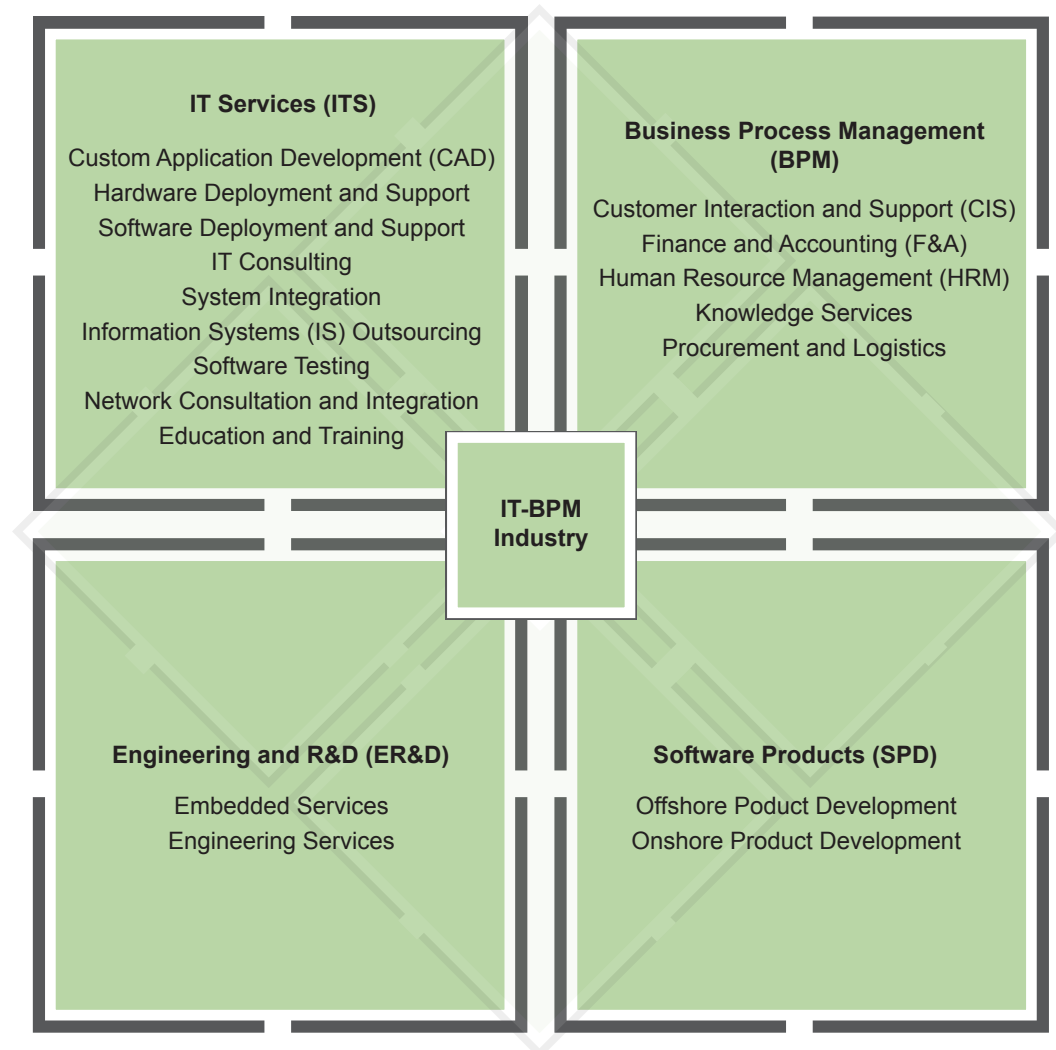 IT Services (ITS)
Custom Application Development (CAD)
Hardware Deployment and Support
Software Deployment and Support
IT Consulting
System Integration
Information Systems (IS) Outsourcing
Software Testing
Network Consultation and Integration
Education and Training
Business Process Management
(BPM)
Customer Interaction and Support (CIS)
Finance and Accounting (F&A)
Human Resource Management (HRM)
Knowledge Services
Procurement and Logistics
IT-BPM
Industry
Engineering and R&D (ER&D)
Embedded Services
Engineering Services
Software Products (SPD)
Offshore Poduct Development
Onshore Product Development